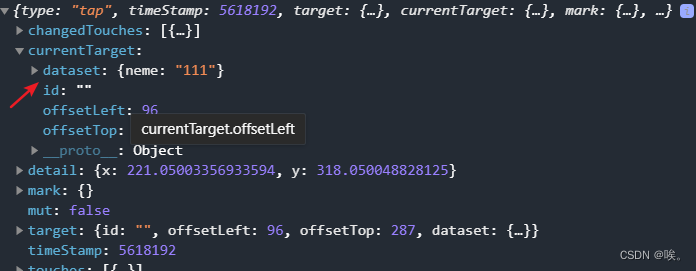 {type: "tap", timeStamp: 5618192, target: {…}, currentTarget: {…}, mark: {…}, …}
changedTouches: [{…}]
currentTarget:
dataset: {neme: "111"}
id: ""
offsetLeft: 96
offsetTop:
currentTarget.offsetLeft
__proto__: Object
detail: {x: 221.05003356933594, y: 318.050048828125}
mark: {}
mut: false
target: {id: "", offsetLeft: 96, offsetTop: 287, dataset: {…}}
timeStamp: 5618192
touches: [{…}]
CSDN @唉。